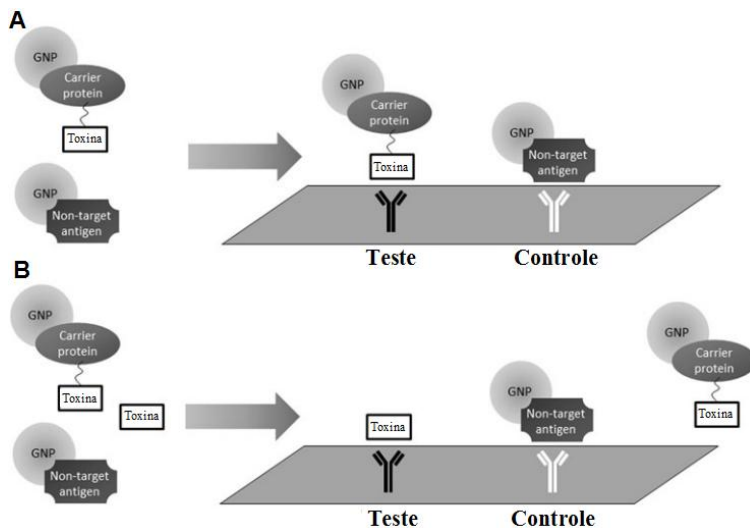 A
GNP
Carrier
protein
Toxina
GNP
Non-target
antigen
GNP
Carrier
protein
Toxina
GNP
Non-target
antigen
Teste
Controle
B
GNP
Carrier
protein
Toxina
Toxina
GNP
Non-target
antigen
Toxina
GNP
Non-target
antigen
GNP
Carrier
protein
Toxina
Teste
Controle